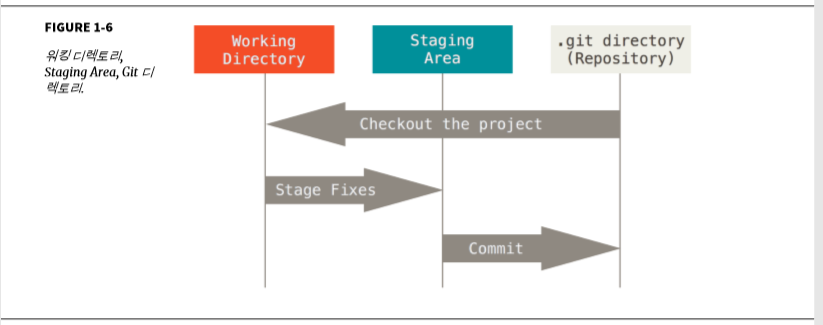 FIGURE 1-6
워킹 디렉토리,
Staging Area, Git 디
렉토리.
Working
Directory
Staging
Area
.git directory
(Repository)
Checkout the project
Stage Fixes
Commit